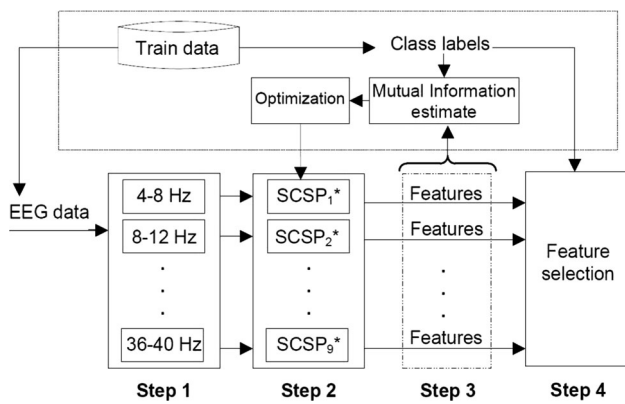 Train data
Class labels
Optimization
Mutual Information
estimate
EEG data
4-8 Hz
SCSP₁*
Features
8-12 Hz
SCSP₂*
Features
Feature
selection
36-40 Hz
SCSP₉*
Features
Step 1
Step 2
Step 3
Step 4